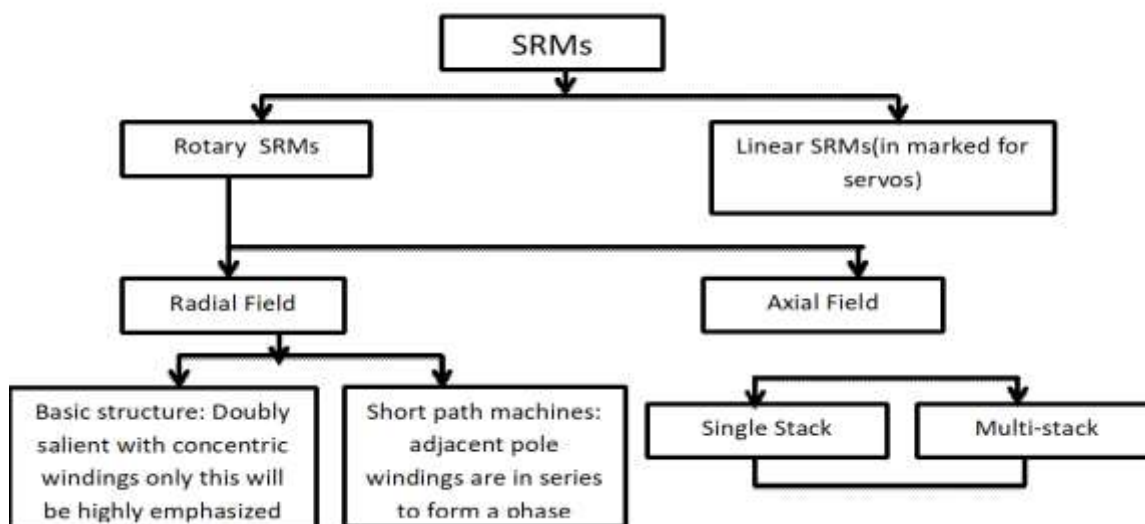 SRMs
Rotary SRMs
Linear SRMs(in marked for
servos)
Radial Field
Axial Field
Basic structure: Doubly
salient with concentric
windings only this will
be highly emphasized
Short path machines:
adjacent pole
windings are in series
to form a phase
Single Stack
Multi-stack